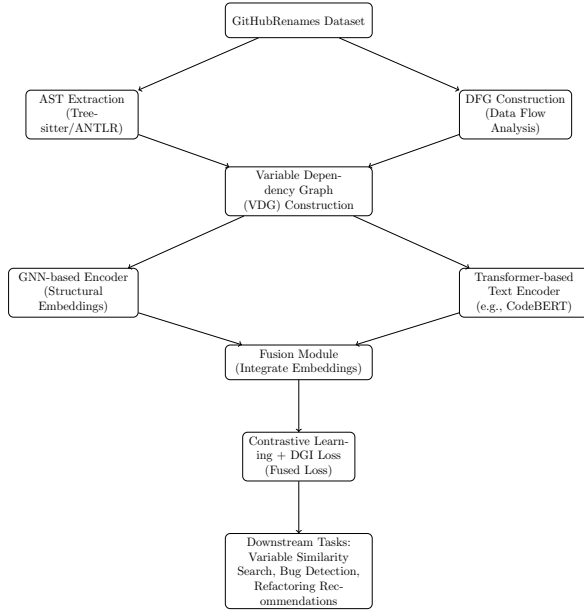 GitHubRenames Dataset
AST Extraction
(Tree-
sitter/ANTLR)
DFG Construction
(Data Flow
Analysis)
Variable Depen-
dency Graph
(VDG) Construction
GNN-based Encoder
(Structural
Embeddings)
Transformer-based
Text Encoder
(e.g., CodeBERT)
Fusion Module
(Integrate Embeddings)
Contrastive Learn-
ing + DGI Loss
(Fused Loss)
Downstream Tasks:
Variable Similarity
Search, Bug Detection,
Refactoring Rec-
ommendations